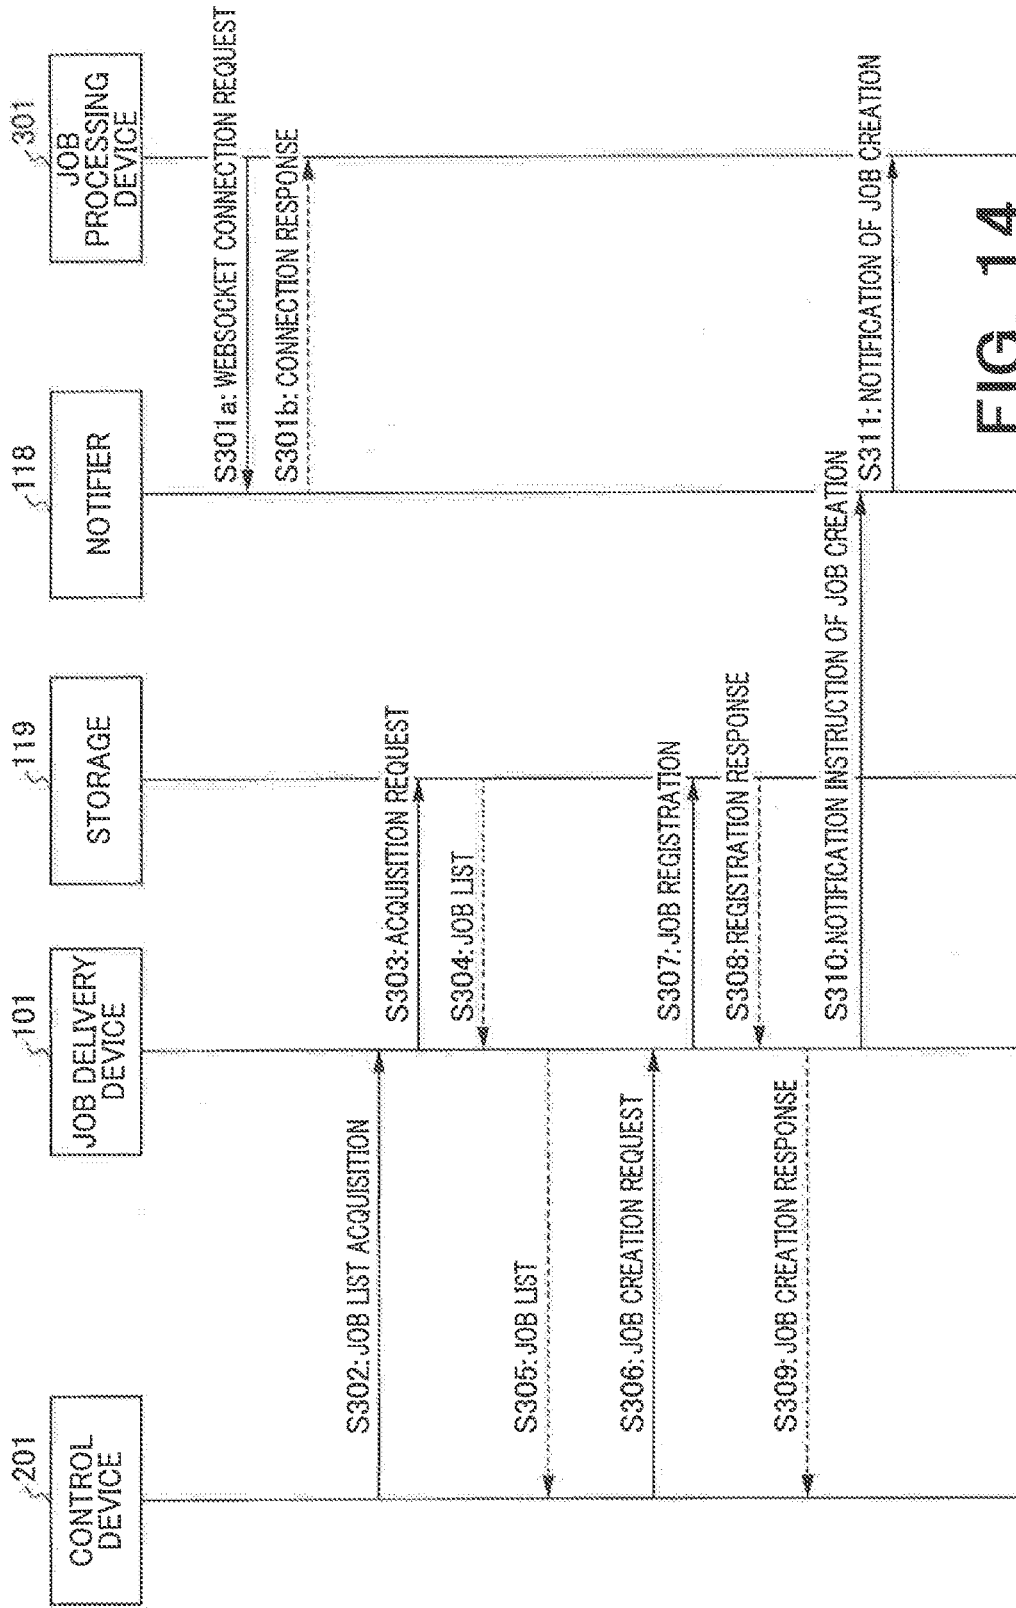 201
CONTROL
DEVICE
101
JOB DELIVERY
DEVICE
119
STORAGE
118
NOTIFIER
301
JOB
PROCESSING
DEVICE
S301a: WEBSOCKET CONNECTION REQUEST
S301b: CONNECTION RESPONSE
S302: JOB LIST ACQUISITION
S303: ACQUISITION REQUEST
S304: JOB LIST
S305: JOB LIST
S306: JOB CREATION REQUEST
S307: JOB REGISTRATION
S308: REGISTRATION RESPONSE
S309: JOB CREATION RESPONSE
S310: NOTIFICATION INSTRUCTION OF JOB CREATION
S311: NOTIFICATION OF JOB CREATION
FIG. 14